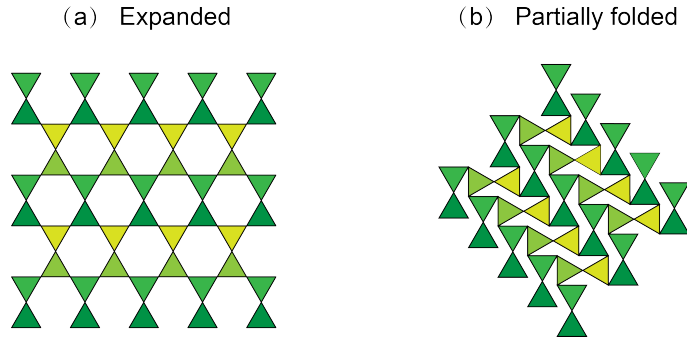 （a） Expanded
（b） Partially folded